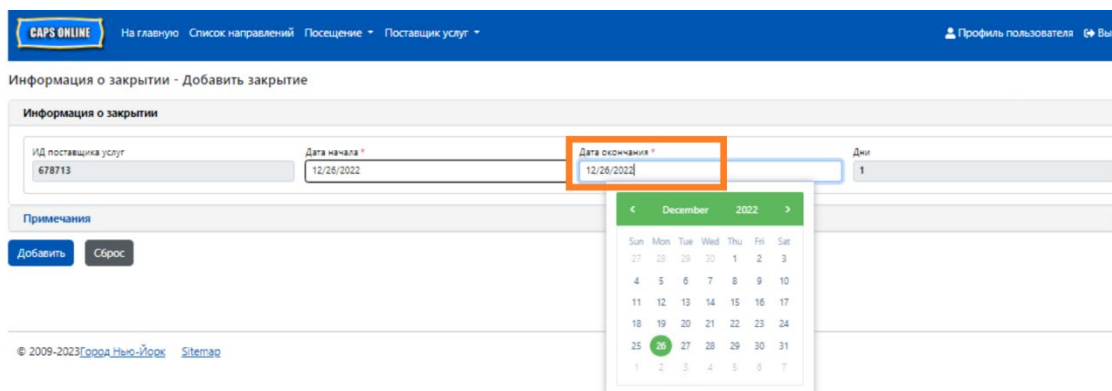 CAPS ONLINE На главную Список направлений Посещение Поставщик услуг Профиль пользователя Вы
Информация о закрытии - Добавить закрытие
Информация о закрытии
ИД поставщика услуг Дата начала * Дата окончания * Дни
678713 12/26/2022 12/26/2022 1
Примечания
December 2022
Добавить Сброс
Sun Mon Tue Wed Thu Fri Sat
27 28 29 30 1 2 3
4 5 6 7 8 9 10
11 12 13 14 15 16 17
18 19 20 21 22 23 24
25 26 27 28 29 30 31
1 2 3 4 5 6 7
© 2009-2023Город Нью-Йорк Sitemap